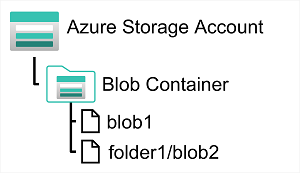 Azure Storage Account
Blob Container
blob1
folder1/blob2